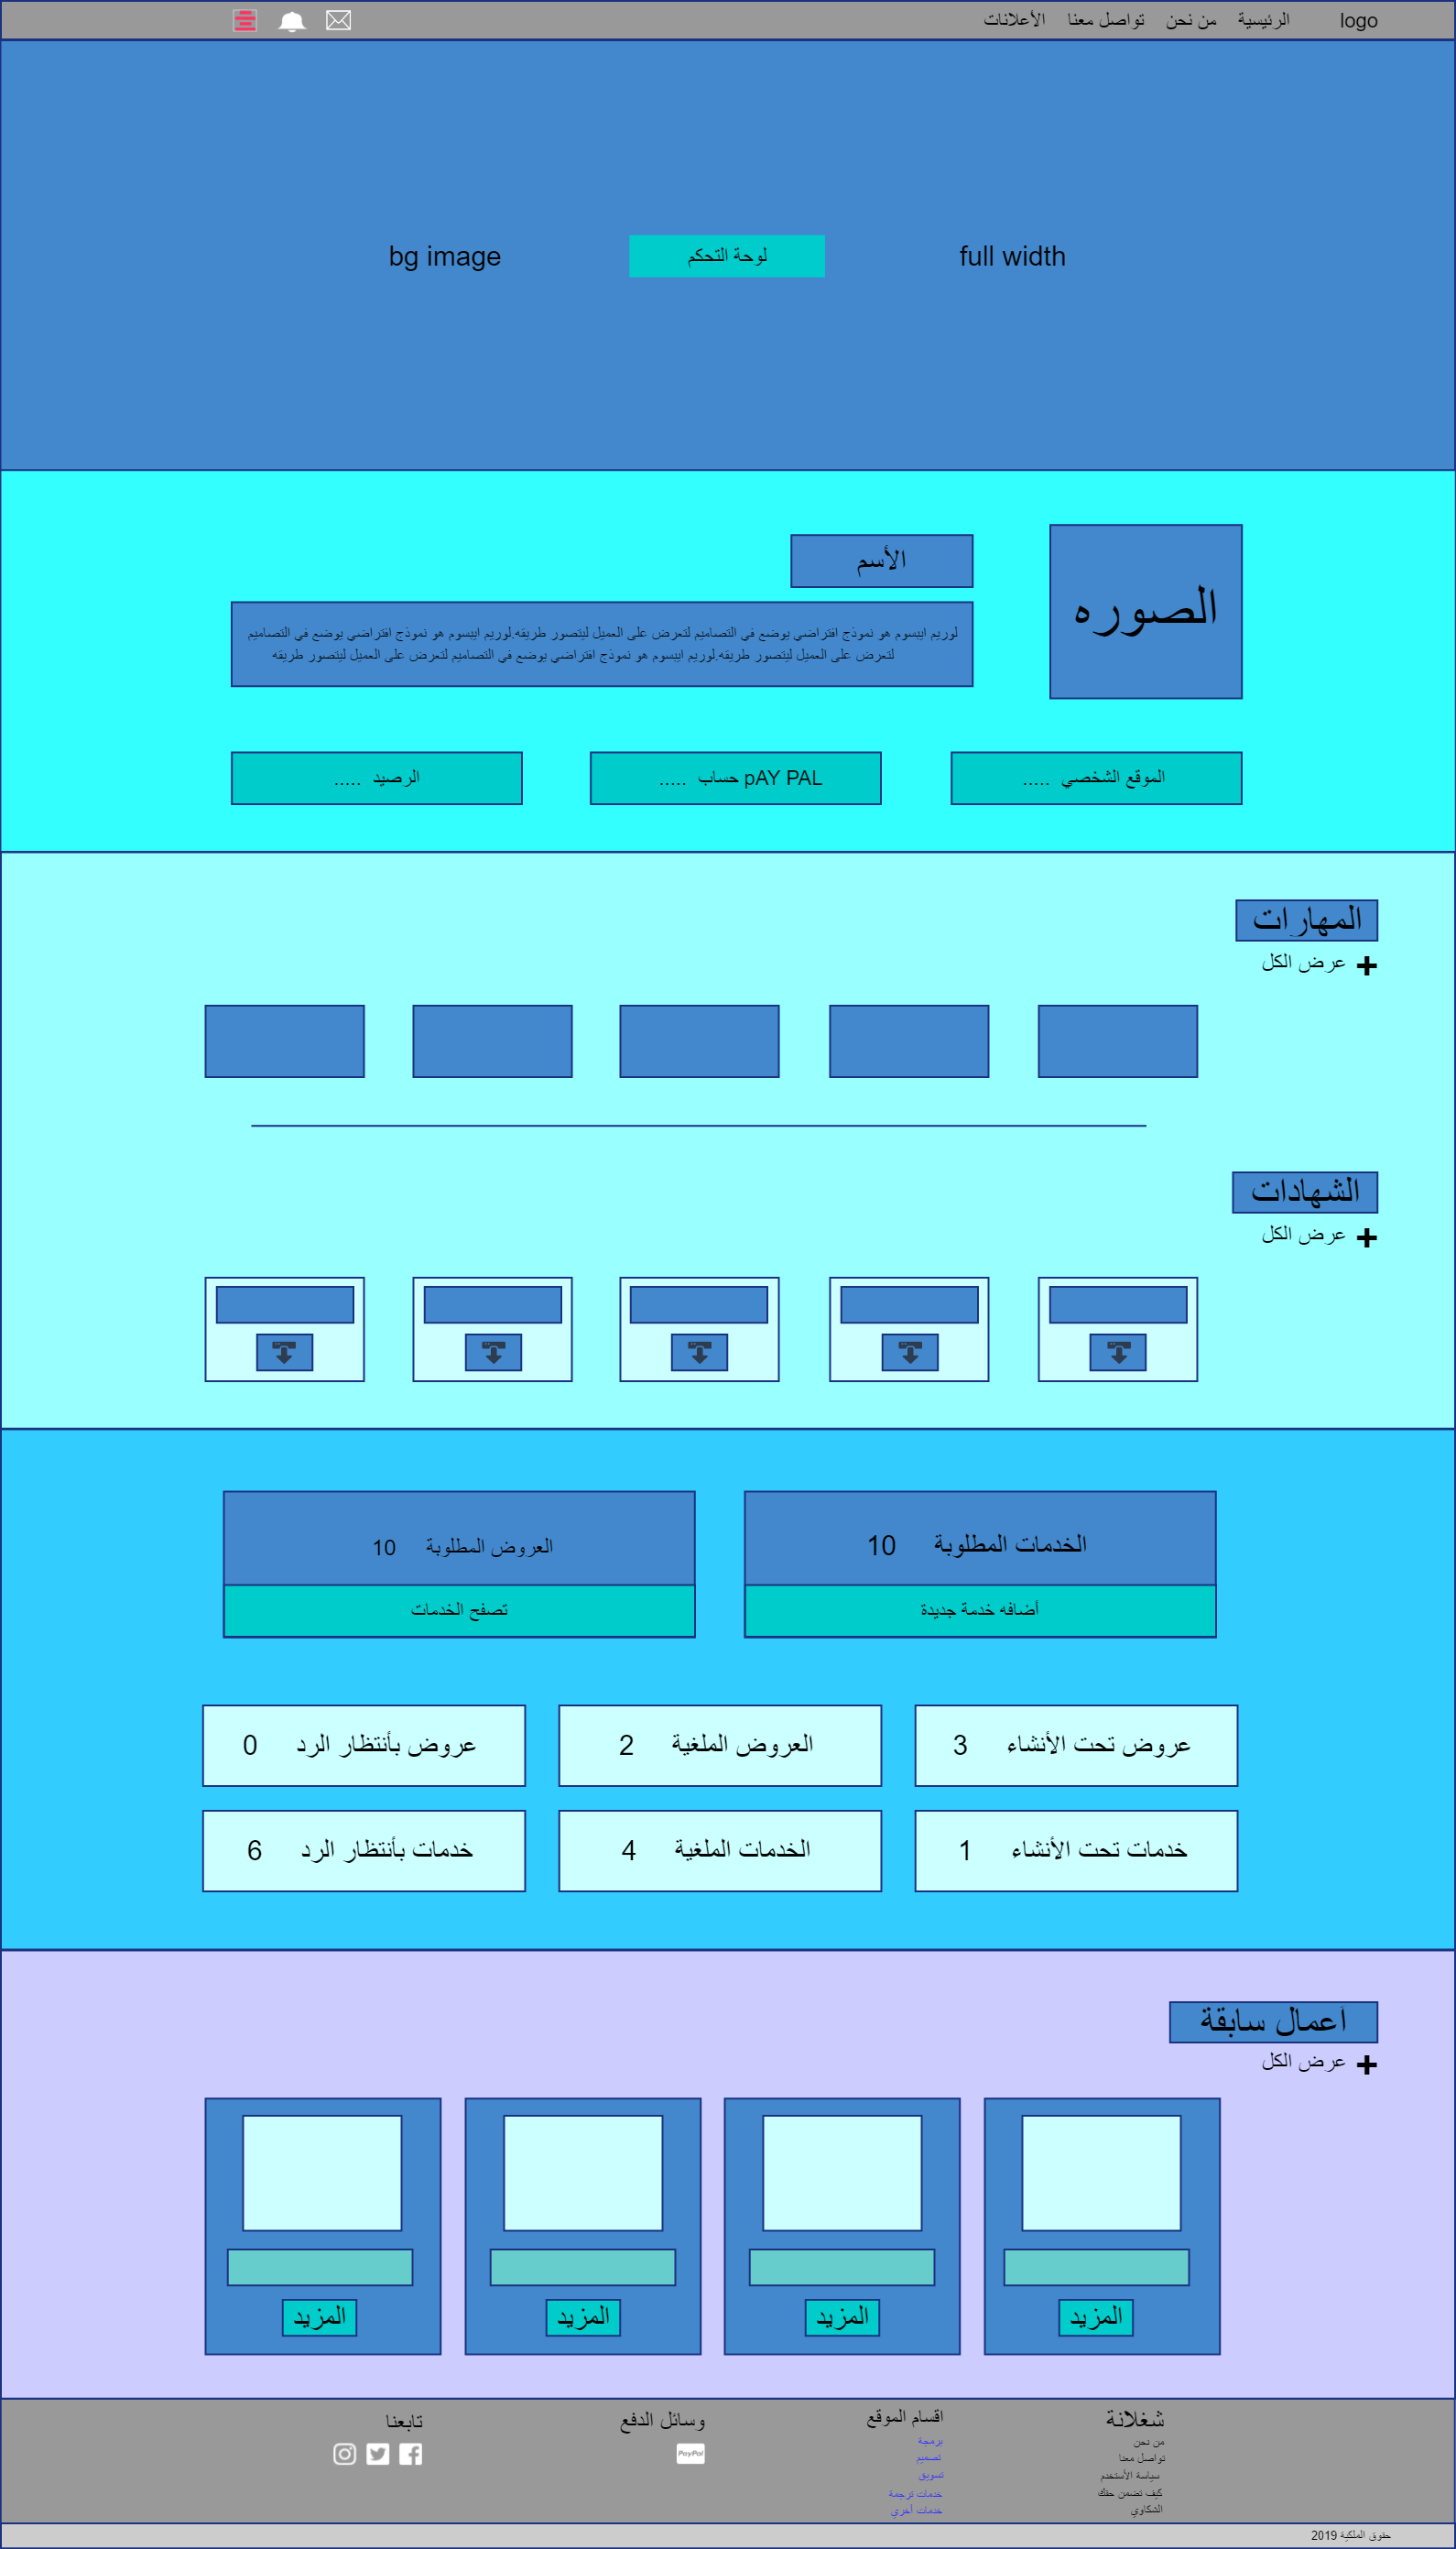 logo
الرئيسية
من نحن
تواصل معنا
الأعلانات
full width
لوحة التحكم
bg image
الصوره
الأسم
لوريم ايبسوم هو نموذج افتراضي يوضع في التصاميم لتعرض على العميل ليتصور طريقه.لوريم ايبسوم هو نموذج افتراضي يوضع في التصاميم
لتعرض على العميل ليتصور طريقه.لوريم ايبسوم هو نموذج افتراضي يوضع في التصاميم لتعرض على العميل ليتصور طريقه
الموقع الشخصي .....
pAY PAL حساب .....
الرصيد .....
المهارات
عرض الكل
الشهادات
عرض الكل
الخدمات المطلوبة 10
أضافه خدمة جديدة
العروض المطلوبة 10
تصفح الخدمات
عروض تحت الأنشاء 3
العروض الملغية 2
عروض بأنتظار الرد 0
خدمات تحت الأنشاء 1
الخدمات الملغية 4
خدمات بأنتظار الرد 6
أعمال سابقة
عرض الكل
المزيد
المزيد
المزيد
المزيد
شغلانة
من نحن
تواصل معنا
سياسة الأستخدم
كيف تضمن حقك
الشكاوي
اقسام الموقع
برمجة
تصميم
تسويق
خدمات ترجمة
خدمات أخري
وسائل الدفع
PayPal
تابعنا
حقوق الملكية 2019